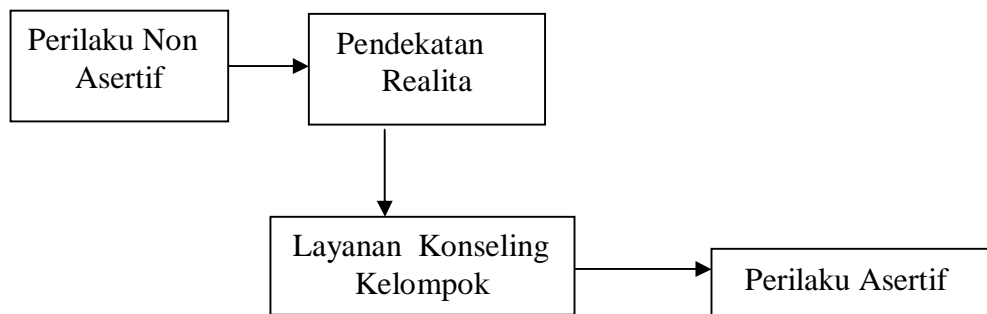 Perilaku Non
Asertif
Pendekatan
Realita
Layanan Konseling
Kelompok
Perilaku Asertif